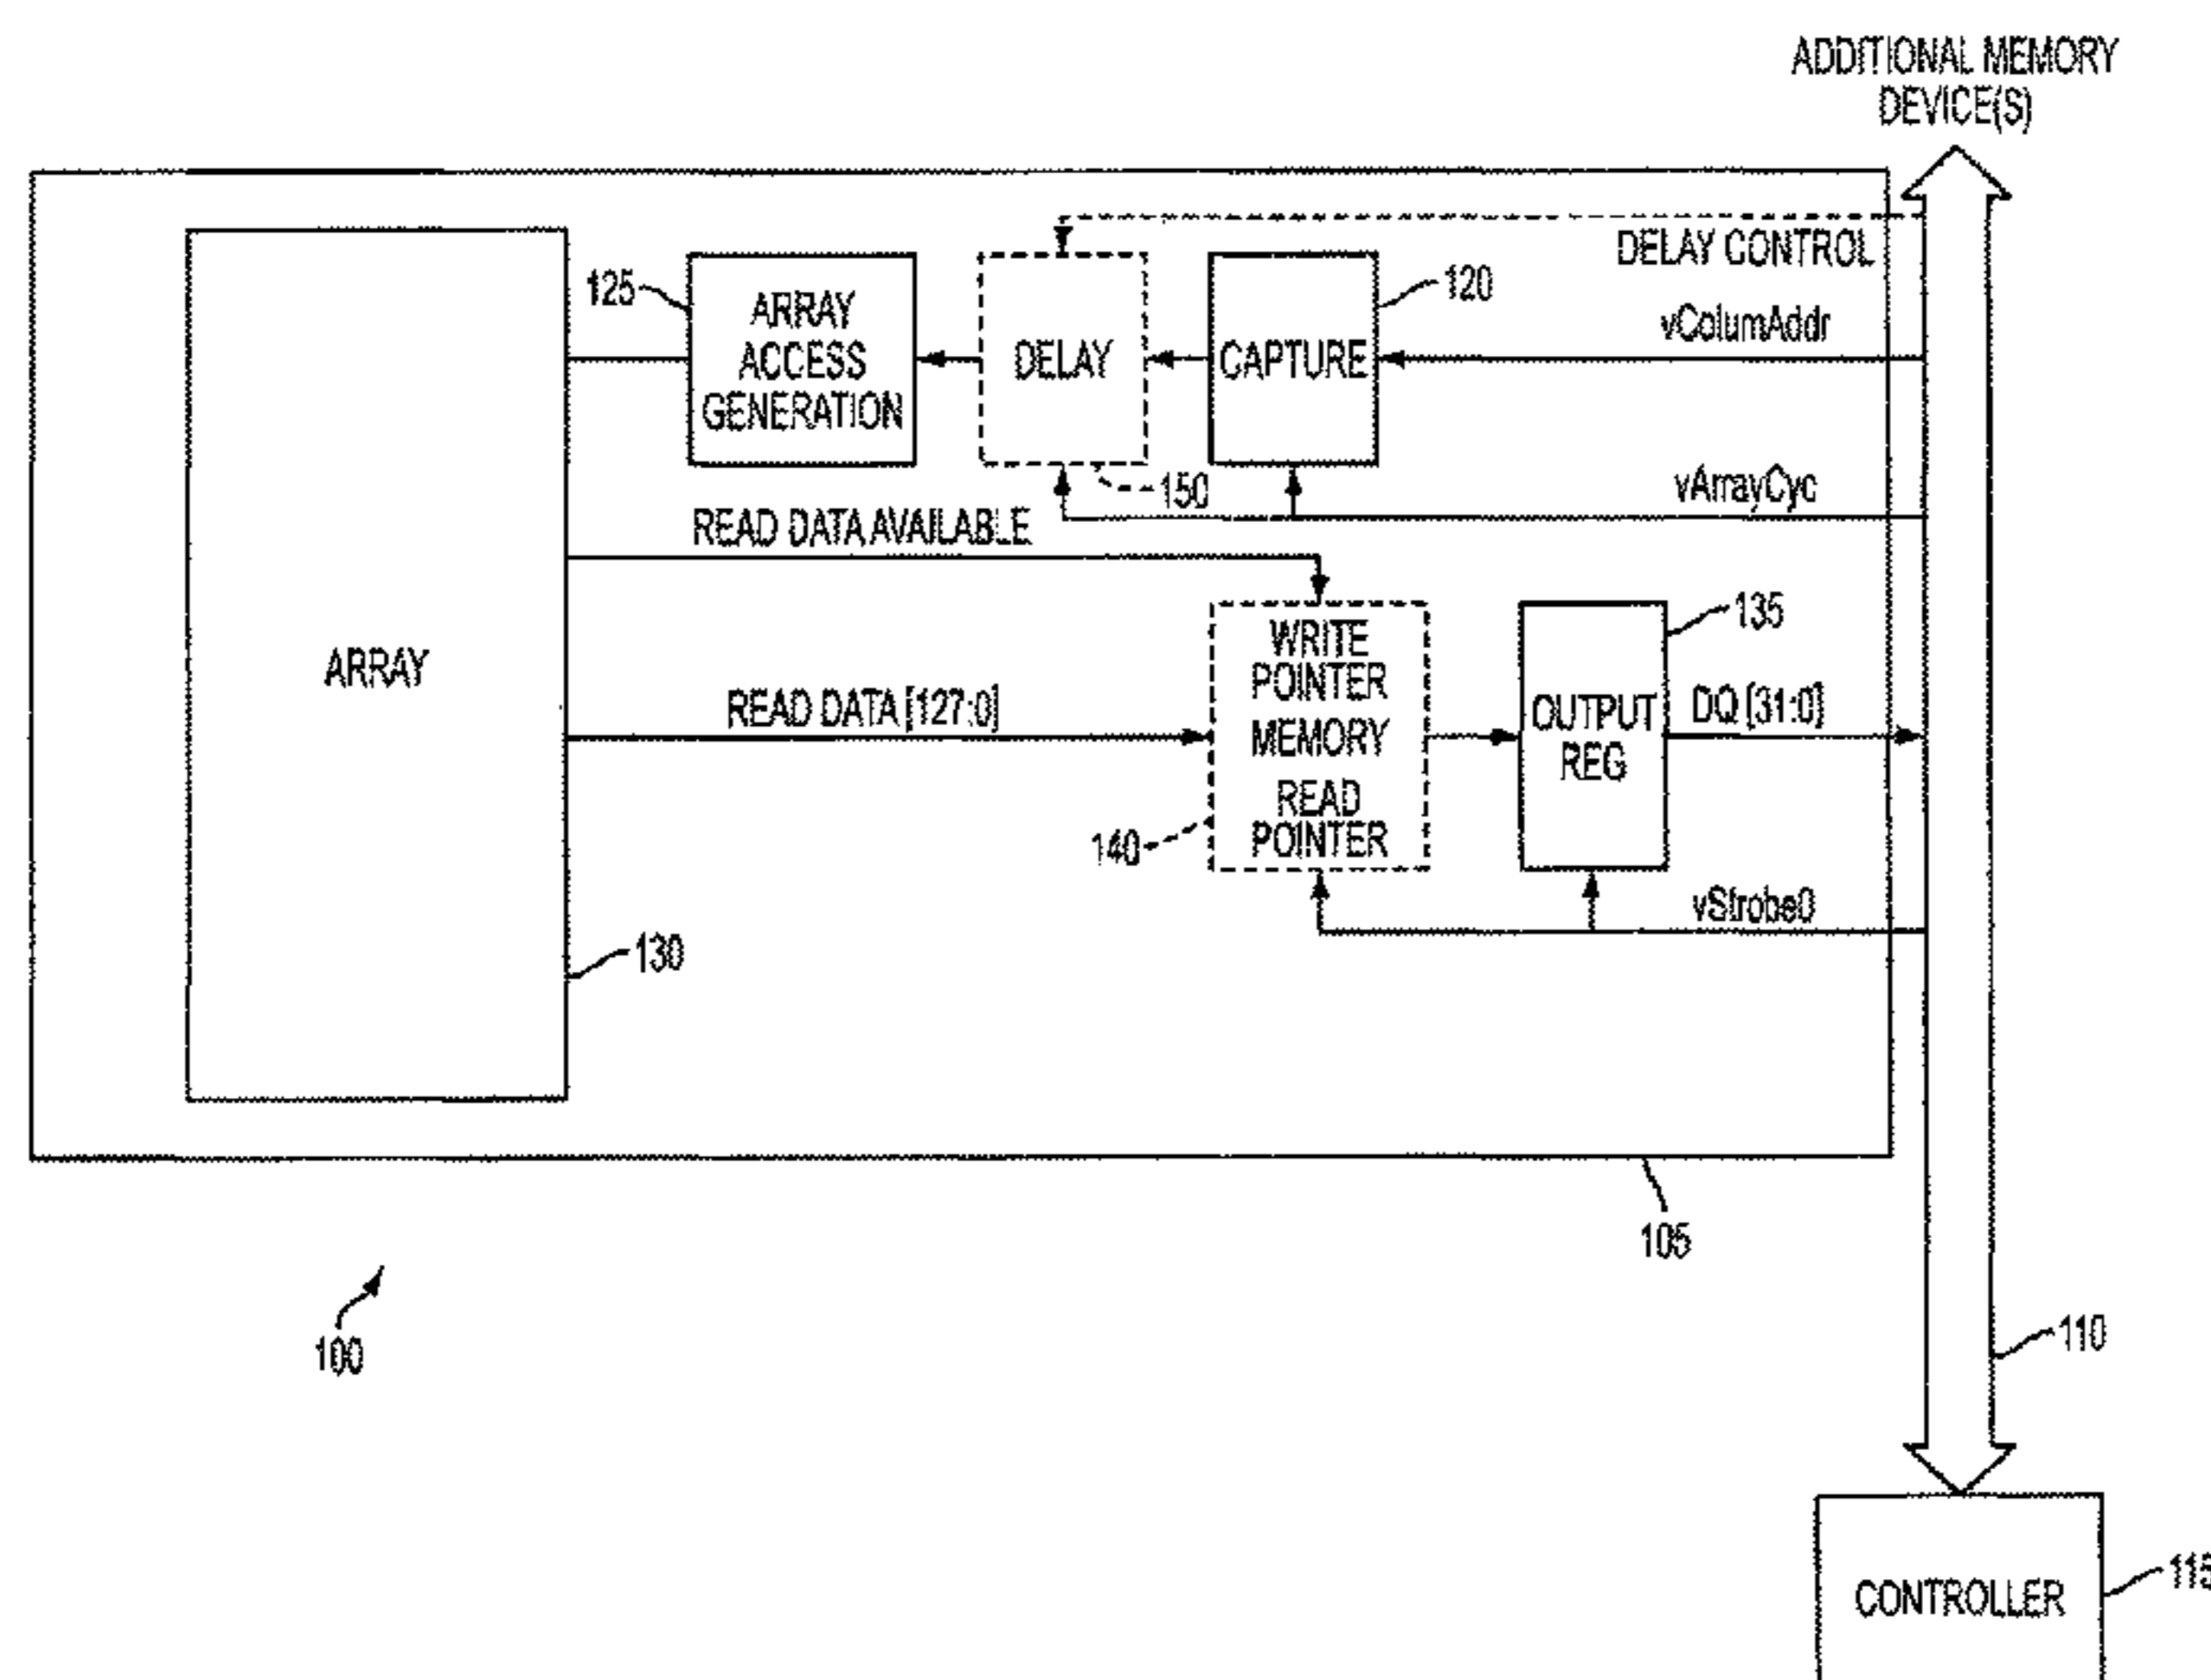 ADDITIONAL MEMORY
DEVICE(S)
DELAY CONTROL
125
ARRAY
ACCESS
GENERATION
DELAY
CAPTURE
120
vColumAddr
150
vArrayCyc
READ DATA AVAILABLE
ARRAY
READ DATA [127:0]
WRITE
POINTER
MEMORY
READ
POINTER
140
OUTPUT
REG
135
DQ [31:0]
vStrobe0
130
105
100
110
CONTROLLER
115